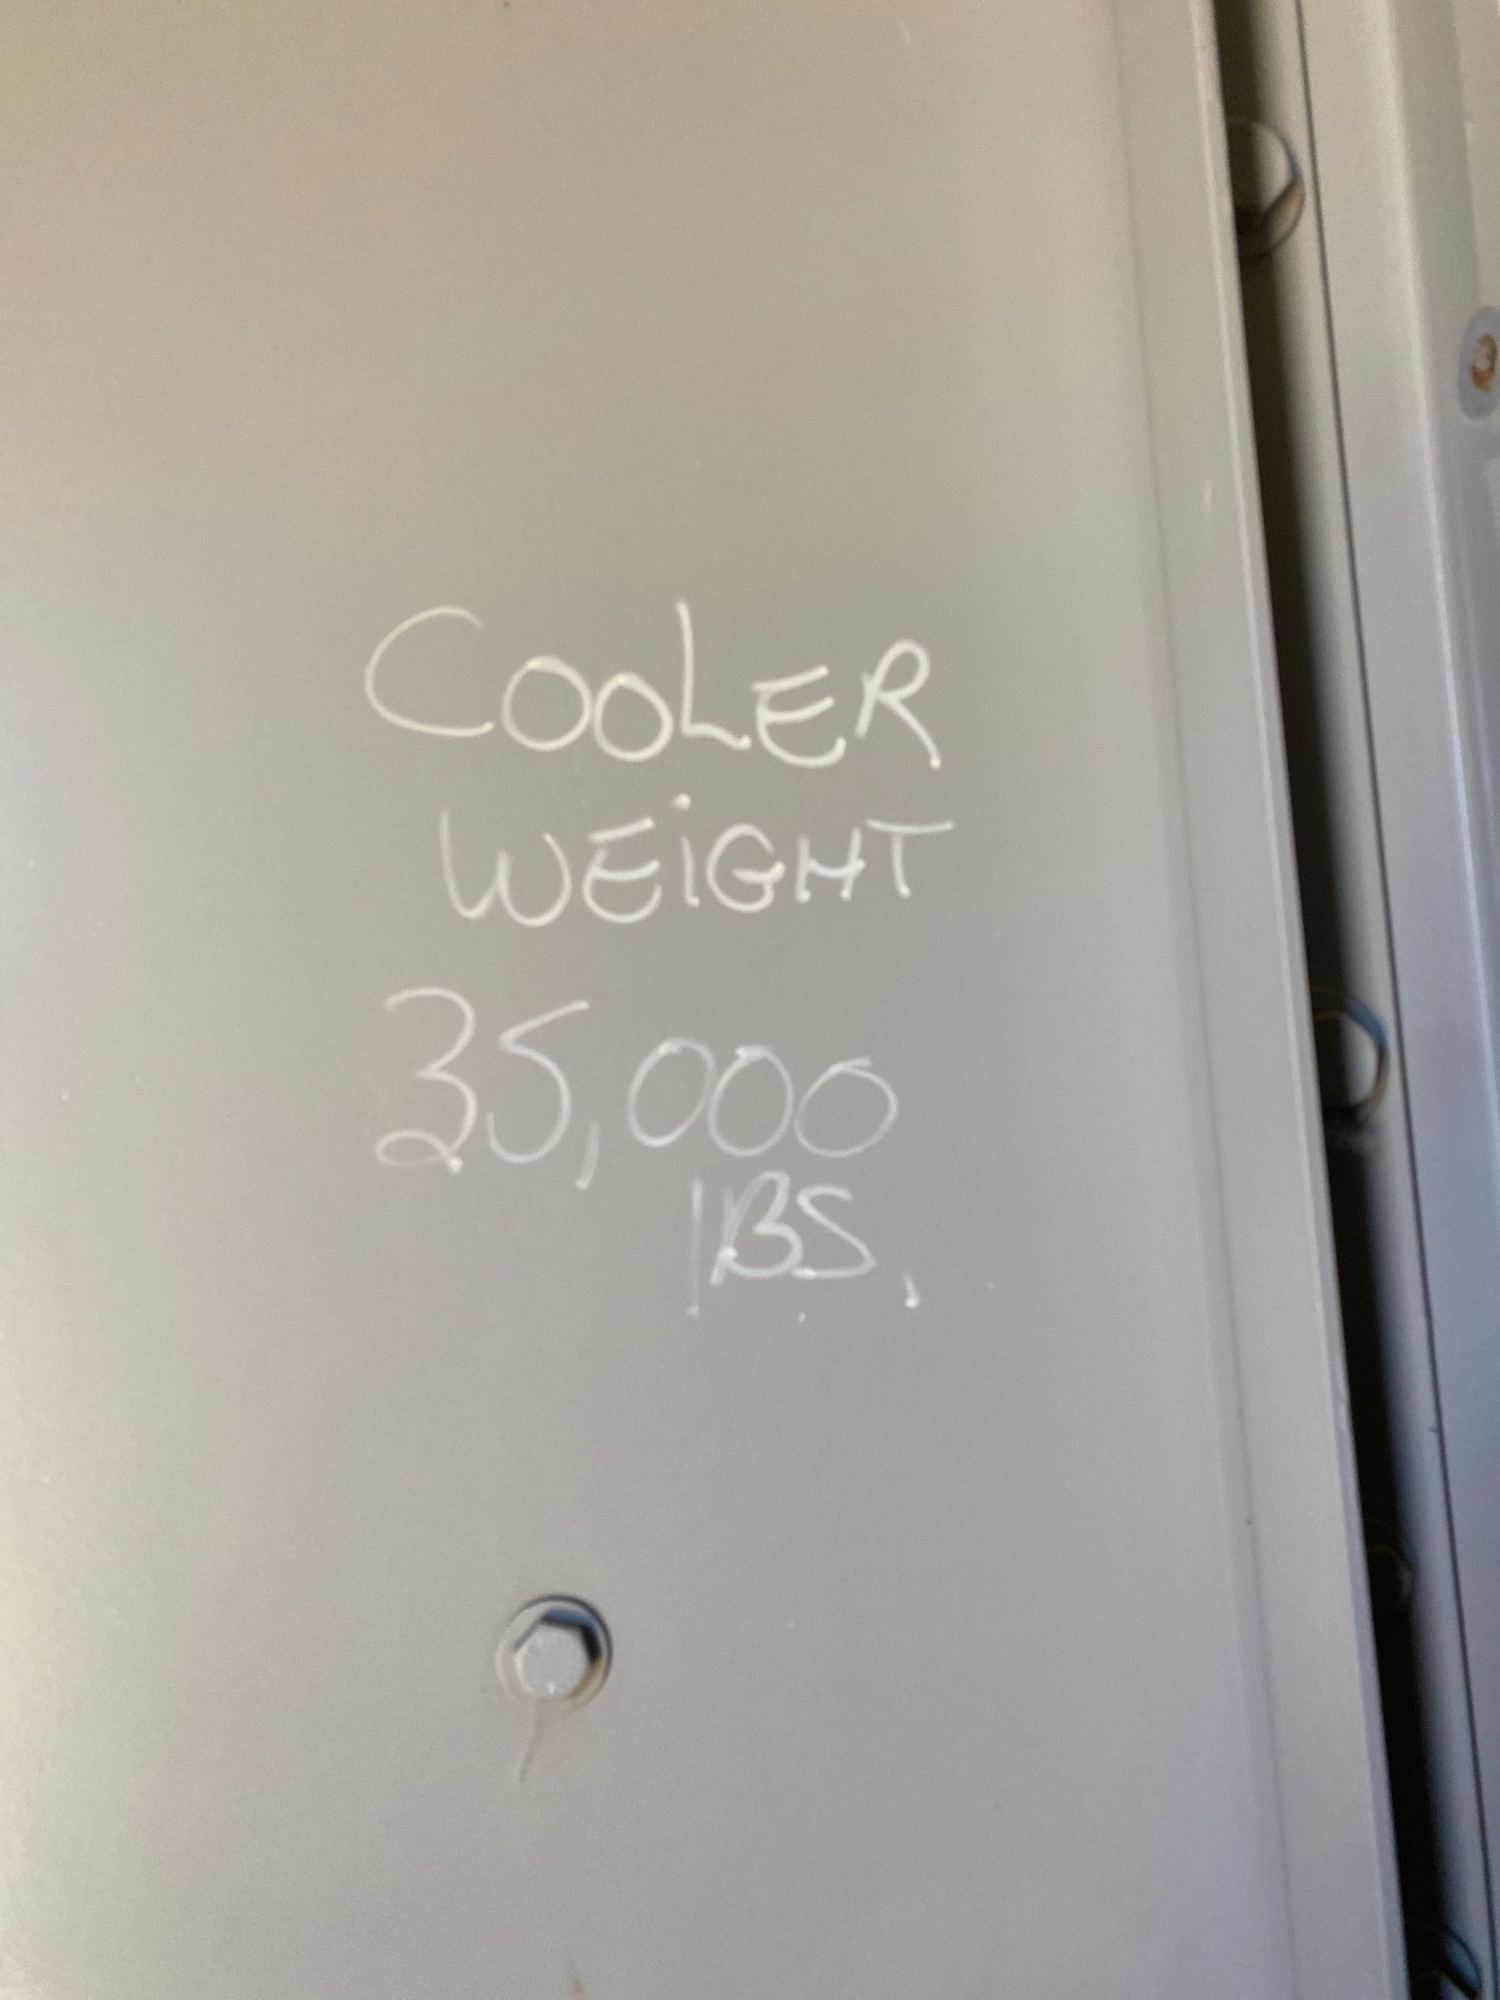 COOLER
WEiGHT
35,000
lBS.